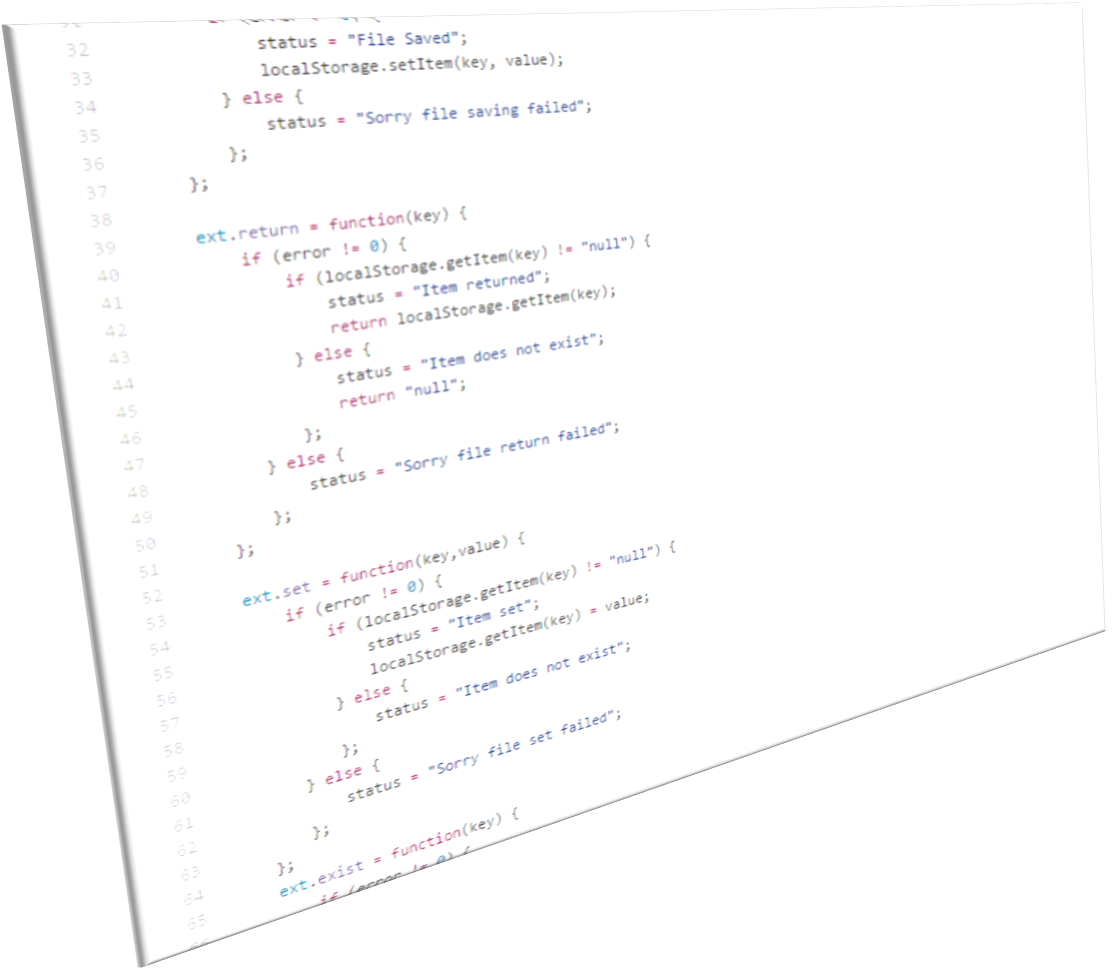 32 status = "File Saved";
33 localStorage.setItem(key, value);
34 } else {
35 status = "Sorry file saving failed";
36 };
37 };
38
39 ext.return = function(key) {
40 if (error != 0) {
41 if (localStorage.getItem(key) != "null") {
42 status = "Item returned";
43 return localStorage.getItem(key);
44 } else {
45 status = "Item does not exist";
46 return "null";
47 };
48 } else {
49 status = "Sorry file return failed";
50 };
51 };
52
53 ext.set = function(key,value) {
54 if (error != 0) {
55 if (localStorage.getItem(key) != "null") {
56 status = "Item set";
57 localStorage.getItem(key) = value;
58 } else {
59 status = "Item does not exist";
60 };
61 } else {
62 status = "Sorry file set failed";
63 };
64 };
65 ext.exist = function(key) {
if (error != 0) {